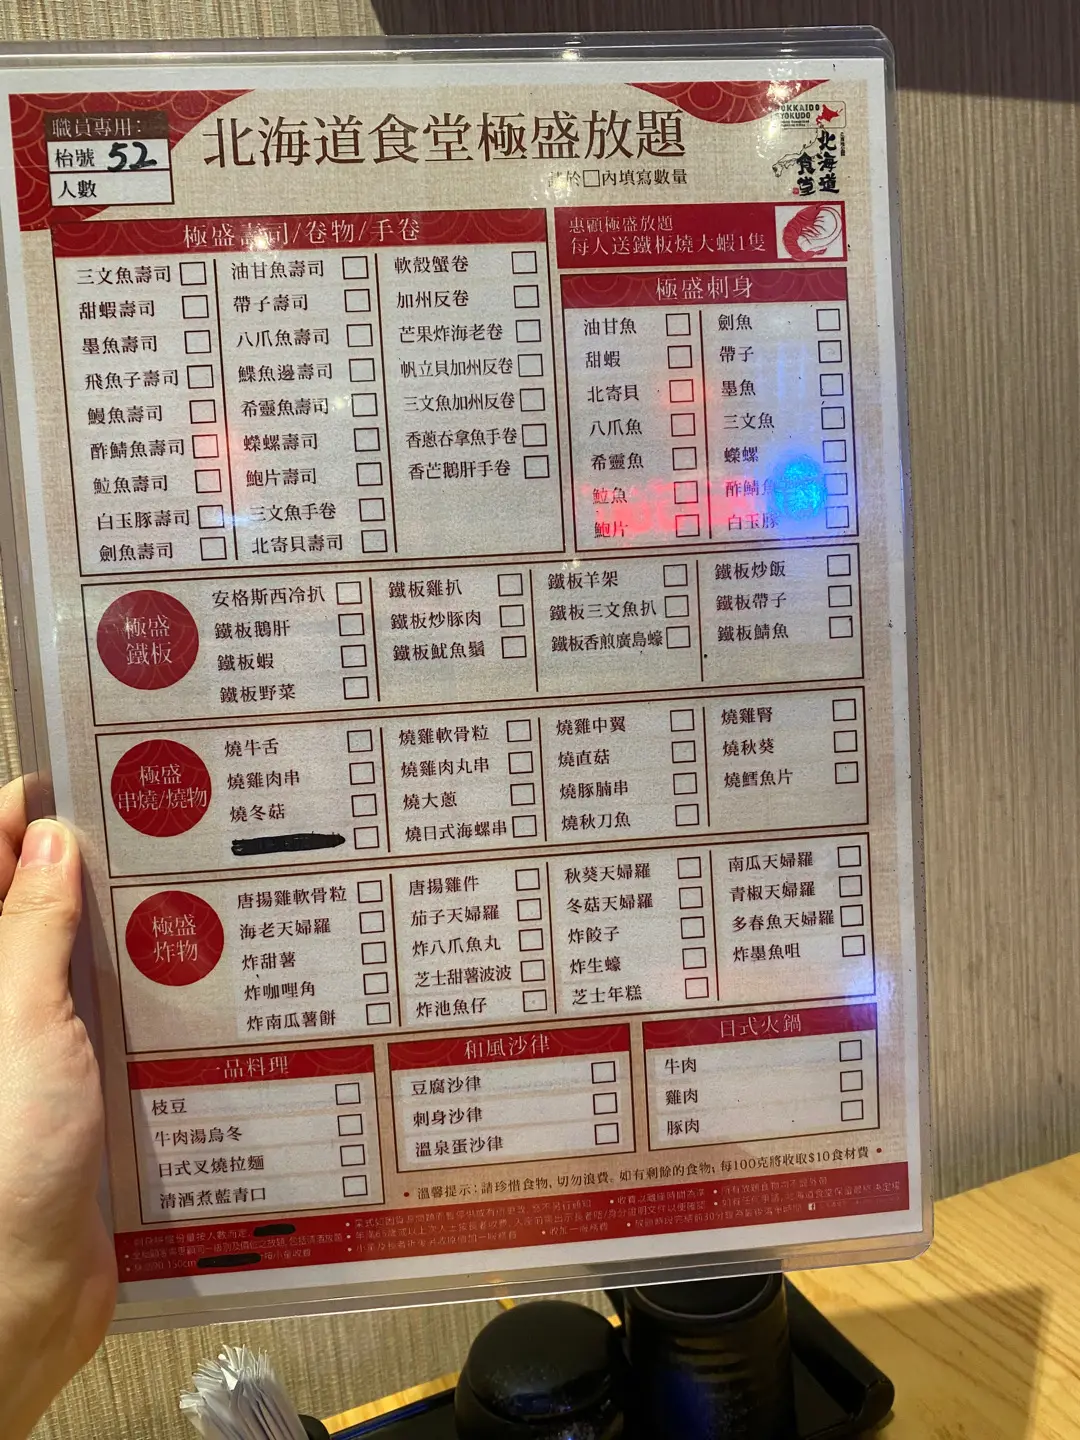 職員專用:
枱號 52
人數
北海道食堂極盛放題
於□內填寫數量
HOKKAIDO
SYOKUDO
北海道
食堂
極盛壽司/卷物/手卷
三文魚壽司
甜蝦壽司
墨魚壽司
飛魚子壽司
鰻魚壽司
酢鯖魚壽司
鮫魚壽司
白玉豚壽司
劍魚壽司
油甘魚壽司
帶子壽司
八爪魚壽司
鰈魚邊壽司
希靈魚壽司
蠑螺壽司
鮑片壽司
三文魚手卷
北寄貝壽司
軟殼蟹卷
加州反卷
芒果炸海老卷
帆立貝加州反卷
三文魚加州反卷
香蔥吞拿魚手卷
香芒鵝肝手卷
惠顧極盛放題
每人送鐵板燒大蝦1隻
極盛刺身
油甘魚
甜蝦
北寄貝
八爪魚
希靈魚
鮑片
劍魚
帶子
墨魚
三文魚
蠑螺
酢鯖魚
白玉豚
極盛
鐵板
安格斯西冷扒
鐵板鵝肝
鐵板蝦
鐵板野菜
鐵板雞扒
鐵板炒豚肉
鐵板魷魚鬚
鐵板羊架
鐵板三文魚扒
鐵板香煎廣島蠔
鐵板炒飯
鐵板帶子
鐵板鯖魚
極盛
串燒/燒物
燒牛舌
燒雞肉串
燒冬菇
燒雞軟骨粒
燒雞肉丸串
燒大蔥
燒日式海螺串
燒雞中翼
燒直菇
燒豚腩串
燒秋刀魚
燒雞腎
燒秋葵
燒鱈魚片
極盛
炸物
唐揚雞軟骨粒
海老天婦羅
炸甜薯
炸咖哩角
炸南瓜薯餅
唐揚雞件
茄子天婦羅
炸八爪魚丸
芝士甜薯波波
炸池魚仔
秋葵天婦羅
冬菇天婦羅
炸餃子
炸生蠔
芝士年糕
南瓜天婦羅
青椒天婦羅
多春魚天婦羅
炸墨魚咀
一品料理
枝豆
牛肉湯烏冬
日式叉燒拉麵
清酒煮藍青口
和風沙律
豆腐沙律
刺身沙律
溫泉蛋沙律
日式火鍋
牛肉
雞肉
豚肉
• 溫馨提示：請珍惜食物，切勿浪費。如有剩餘的食物，每100克將收取$10食材費 •